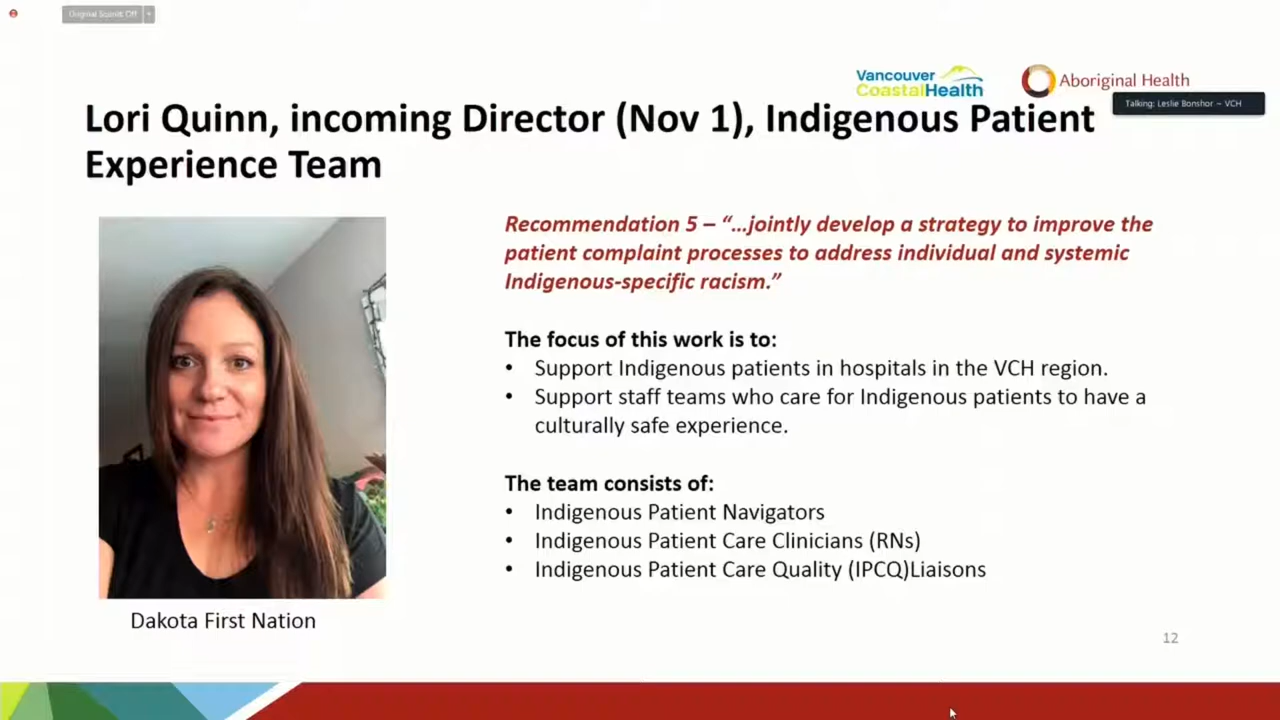 Original Sound: Off
Vancouver
CoastalHealth
Aboriginal Health
Talking: Leslie Bonshor ~ VCH
Lori Quinn, incoming Director (Nov 1), Indigenous Patient
Experience Team
Recommendation 5 – “…jointly develop a strategy to improve the
patient complaint processes to address individual and systemic
Indigenous-specific racism.”
The focus of this work is to:
• Support Indigenous patients in hospitals in the VCH region.
• Support staff teams who care for Indigenous patients to have a
culturally safe experience.
The team consists of:
• Indigenous Patient Navigators
• Indigenous Patient Care Clinicians (RNs)
• Indigenous Patient Care Quality (IPCQ)Liaisons
Dakota First Nation
12